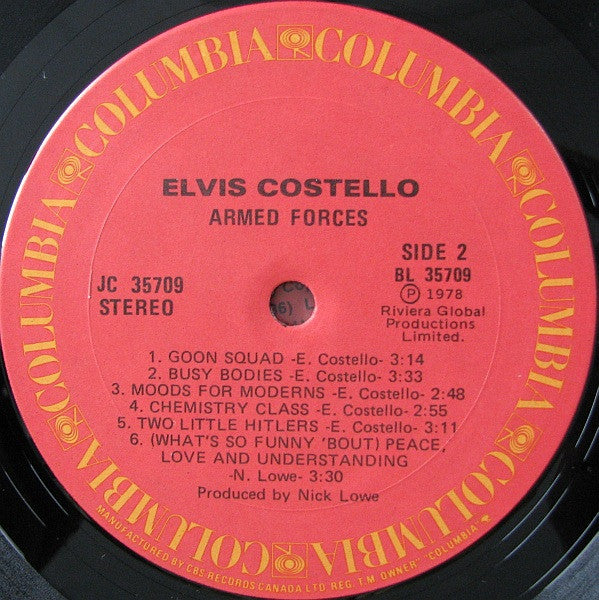 COLUMBIA COLUMBIA COLUMBIA COLUMBIA COLUMBIA COLUMBIA
ELVIS COSTELLO
ARMED FORCES
SIDE 2
JC 35709
BL 35709
STEREO
Ⓟ 1978
Riviera Global
Productions
Limited.
1. GOON SQUAD -E. Costello- 3:14
2. BUSY BODIES -E. Costello- 3:33
3. MOODS FOR MODERNS -E. Costello- 2:48
4. CHEMISTRY CLASS -E. Costello- 2:55
5. TWO LITTLE HITLERS -E. Costello- 3:11
6. (WHAT'S SO FUNNY 'BOUT) PEACE,
LOVE AND UNDERSTANDING
-N. Lowe- 3:30
Produced by Nick Lowe
MANUFACTURED BY CBS RECORDS CANADA LTD. REG. T.M. OWNER "COLUMBIA."